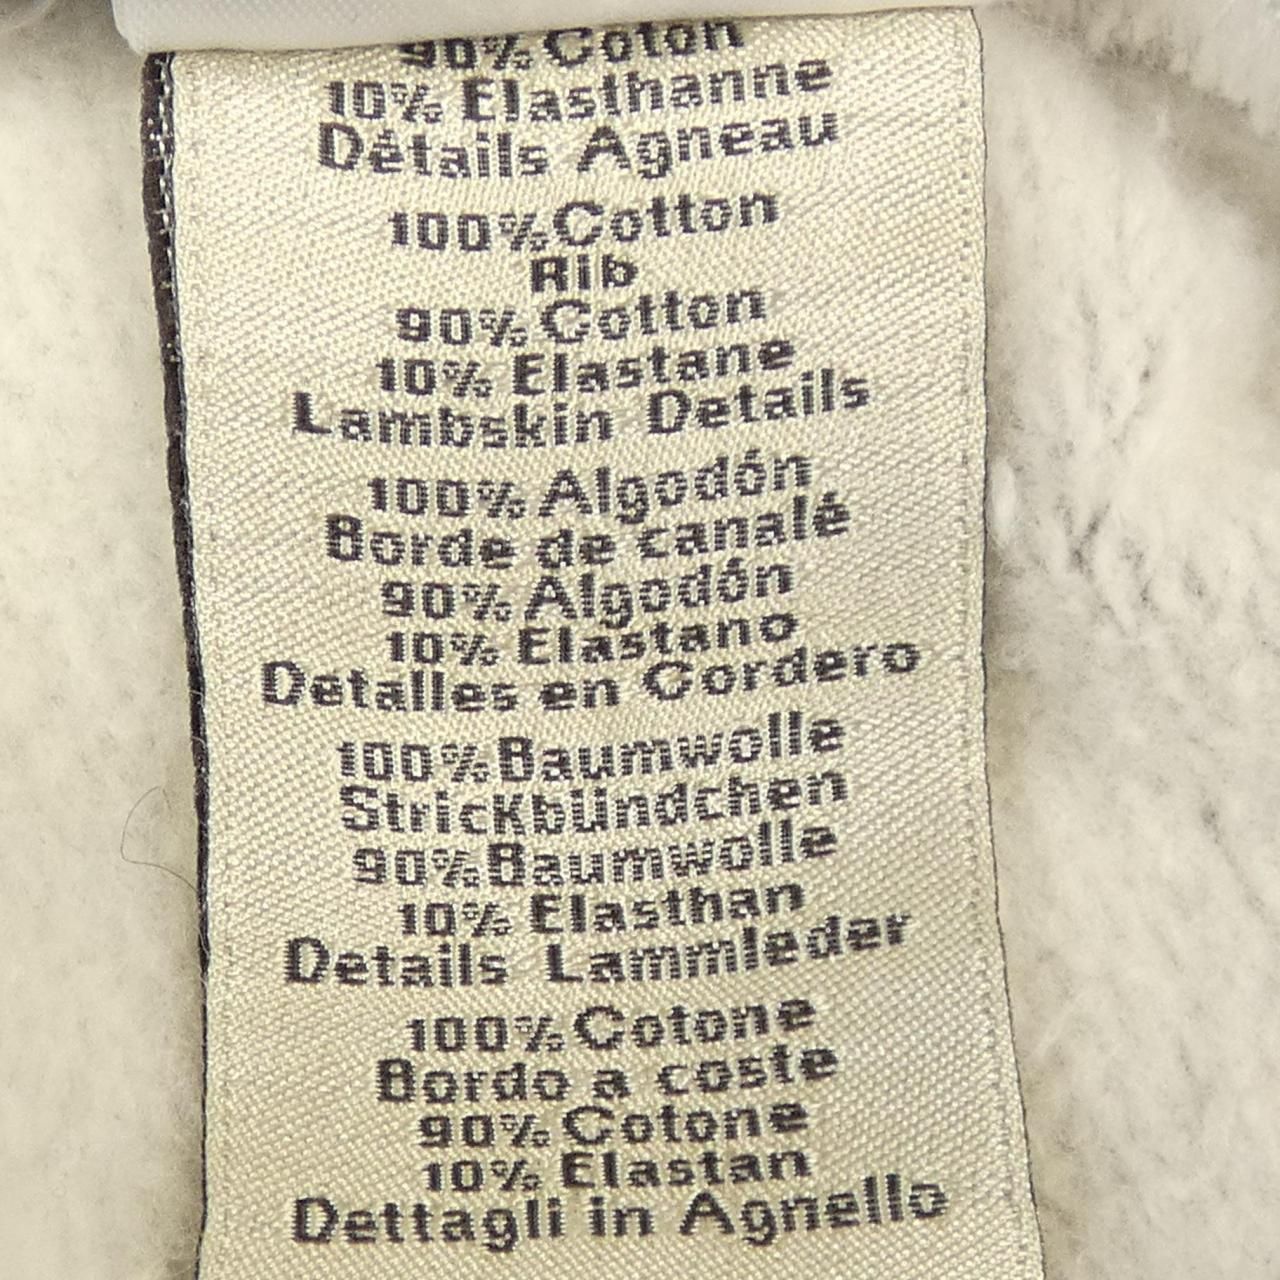 90% Coton
10% Elasthanne
Détails Agneau
100% Cotton
Rib
90% Cotton
10% Elastane
Lambskin Details
100% Algodón
Borde de canalé
90% Algodón
10% Elastano
Detalles en Cordero
100% Baumwolle
Strickbündchen
90% Baumwolle
10% Elasthan
Details Lammleder
100% Cotone
Bordo a coste
90% Cotone
10% Elastan
Dettagli in Agnello